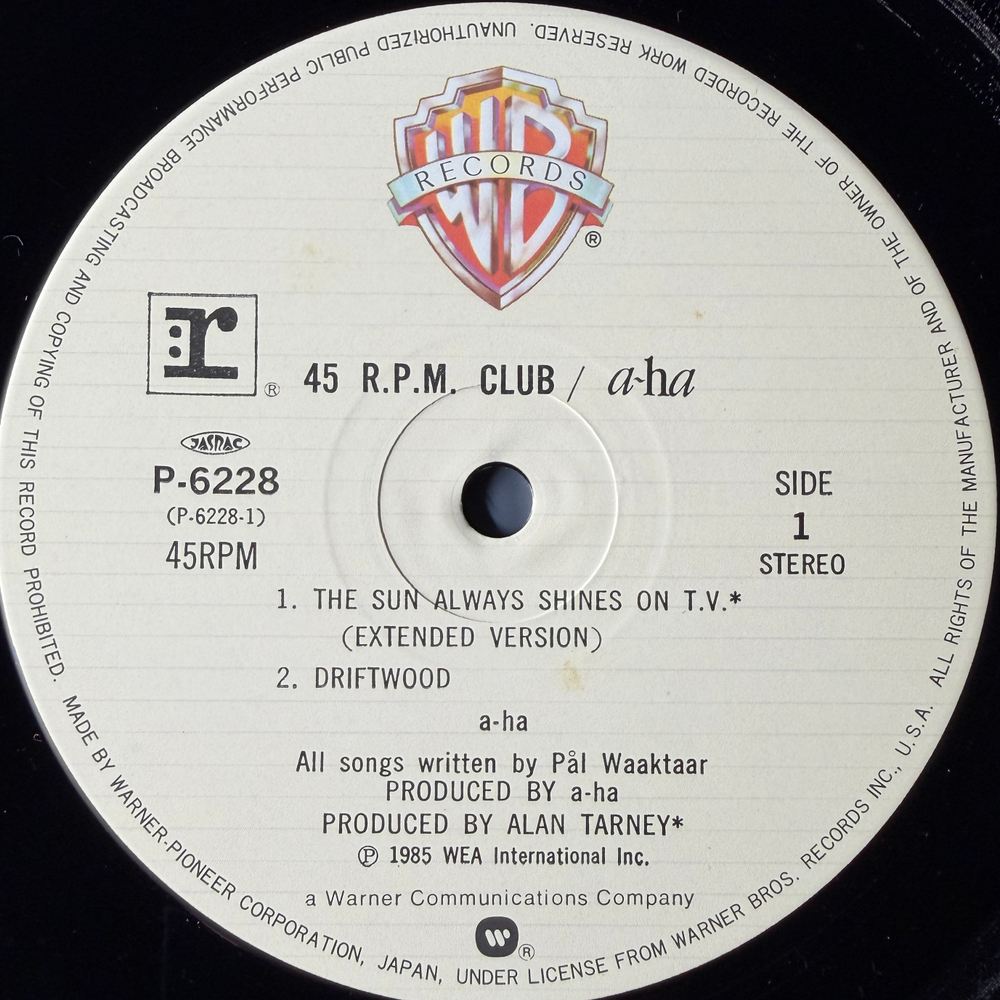 WB
RECORDS
®
r
®
45 R.P.M. CLUB / a-ha
JASRAC
P-6228
(P-6228-1)
45RPM
SIDE
1
STEREO
1. THE SUN ALWAYS SHINES ON T.V.*
(EXTENDED VERSION)
2. DRIFTWOOD
a-ha
All songs written by Pål Waaktaar
PRODUCED BY a-ha
PRODUCED BY ALAN TARNEY*
℗ 1985 WEA International Inc.
a Warner Communications Company
®
MADE BY WARNER-PIONEER CORPORATION, JAPAN, UNDER LICENSE FROM WARNER BROS. RECORDS INC., U.S.A. ALL RIGHTS OF THE MANUFACTURER AND OF THE OWNER OF THE RECORDED WORK RESERVED. UNAUTHORIZED PUBLIC PERFORMANCE BROADCASTING AND COPYING OF THIS RECORD PROHIBITED.